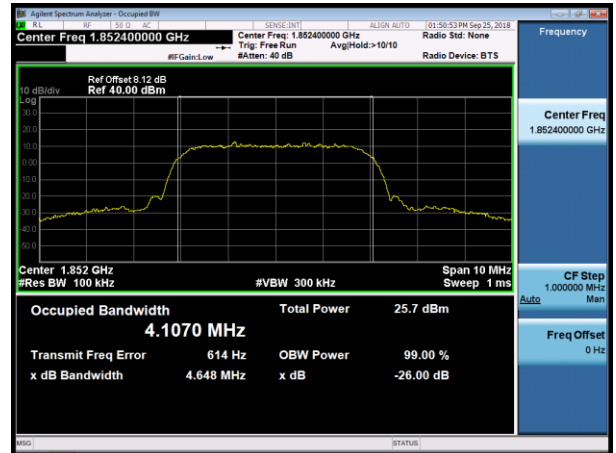 Agilent Spectrum Analyzer - Occupied BW
RL RF 50 Ω AC SENSE:INT ALIGN AUTO 01:50:53 PM Sep 25, 2018
Center Freq 1.852400000 GHz Center Freq: 1.852400000 GHz Radio Std: None
Trig: Free Run Avg|Hold:>10/10
#IFGain:Low #Atten: 40 dB Radio Device: BTS
Ref Offset 8.12 dB
10 dB/div Ref 40.00 dBm
Log
30.0
20.0
10.0
0.00
-10.0
-20.0
-30.0
-40.0
-50.0
Center 1.852 GHz Span 10 MHz
#Res BW 100 kHz #VBW 300 kHz Sweep 1 ms
Occupied Bandwidth Total Power 25.7 dBm
4.1070 MHz
Transmit Freq Error 614 Hz OBW Power 99.00 %
x dB Bandwidth 4.648 MHz x dB -26.00 dB
MSG STATUS
Frequency
Center Freq
1.852400000 GHz
CF Step
1.000000 MHz
Auto Man
Freq Offset
0 Hz